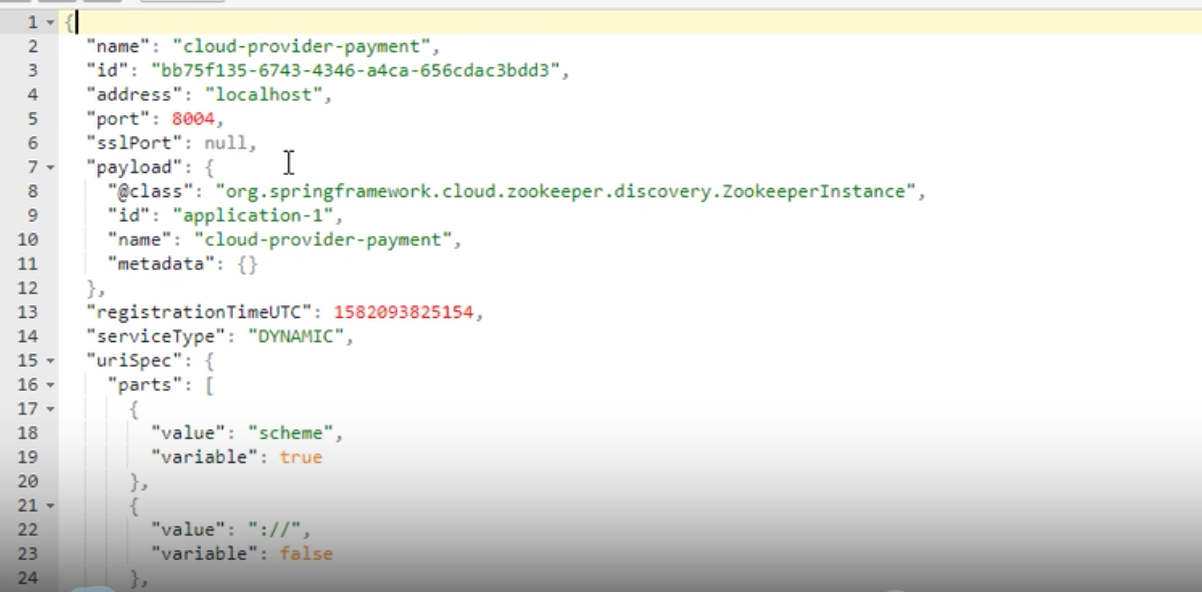 1 {
2 "name": "cloud-provider-payment",
3 "id": "bb75f135-6743-4346-a4ca-656cdac3bdd3",
4 "address": "localhost",
5 "port": 8004,
6 "sslPort": null,
7 "payload": {
8 "@class": "org.springframework.cloud.zookeeper.discovery.ZookeeperInstance",
9 "id": "application-1",
10 "name": "cloud-provider-payment",
11 "metadata": {}
12 },
13 "registrationTimeUTC": 1582093825154,
14 "serviceType": "DYNAMIC",
15 "uriSpec": {
16 "parts": [
17 {
18 "value": "scheme",
19 "variable": true
20 },
21 {
22 "value": "://",
23 "variable": false
24 },